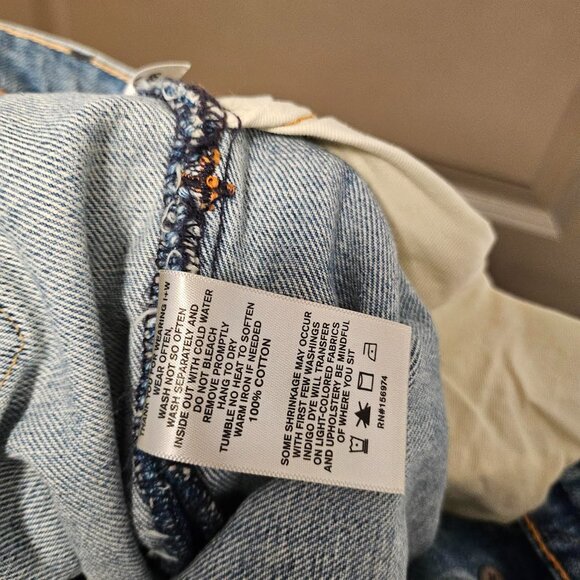 WEARING I+W
WEAR OFTEN,
WASH NOT SO OFTEN
WASH SEPARATELY AND
INSIDE OUT WITH COLD WATER
DO NOT BLEACH
REMOVE PROMPTLY
HANG TO DRY
TUMBLE NO HEAT TO SOFTEN
WARM IRON IF NEEDED
100% COTTON
SOME SHRINKAGE MAY OCCUR
WITH FIRST FEW WASHINGS
INDIGO DYE WILL TRANSFER
ON LIGHT-COLORED FABRICS
AND UPHOLSTERY BE MINDFUL
OF WHERE YOU SIT
RN#156974